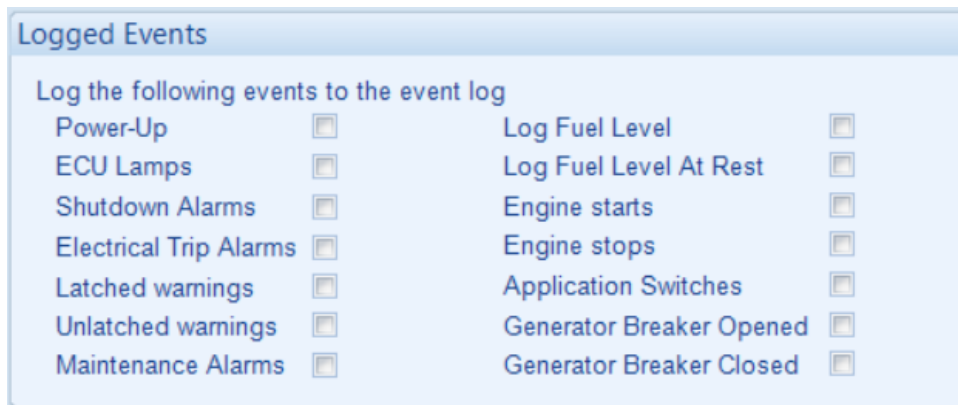 Logged Events
Log the following events to the event log
Power-Up
ECU Lamps
Shutdown Alarms
Electrical Trip Alarms
Latched warnings
Unlatched warnings
Maintenance Alarms
Log Fuel Level
Log Fuel Level At Rest
Engine starts
Engine stops
Application Switches
Generator Breaker Opened
Generator Breaker Closed